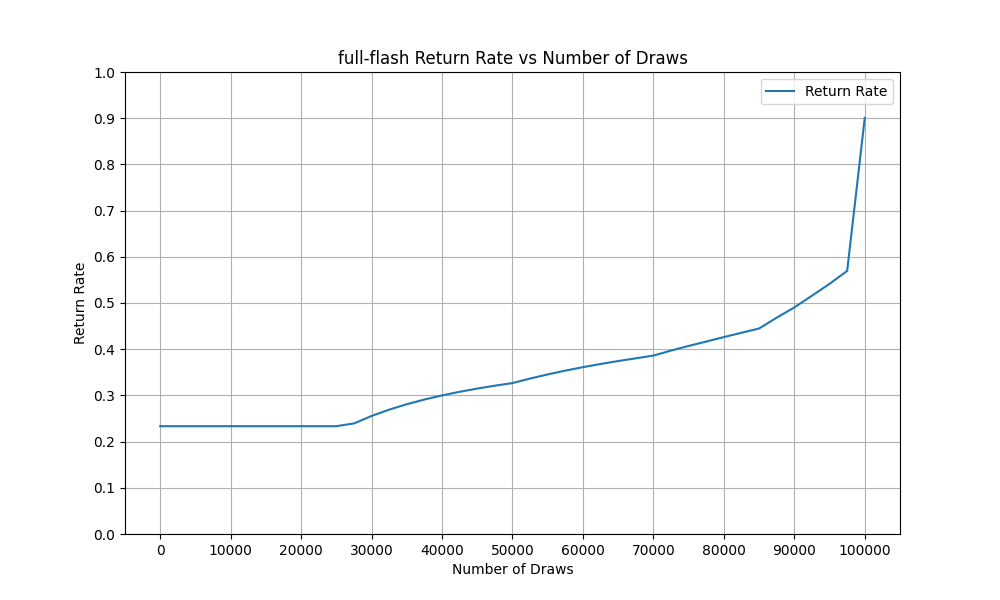 full-flash Return Rate vs Number of Draws
Return Rate
1.0
0.9
0.8
0.7
0.6
0.5
0.4
0.3
0.2
0.1
0.0
Return Rate
0 10000 20000 30000 40000 50000 60000 70000 80000 90000 100000
Number of Draws